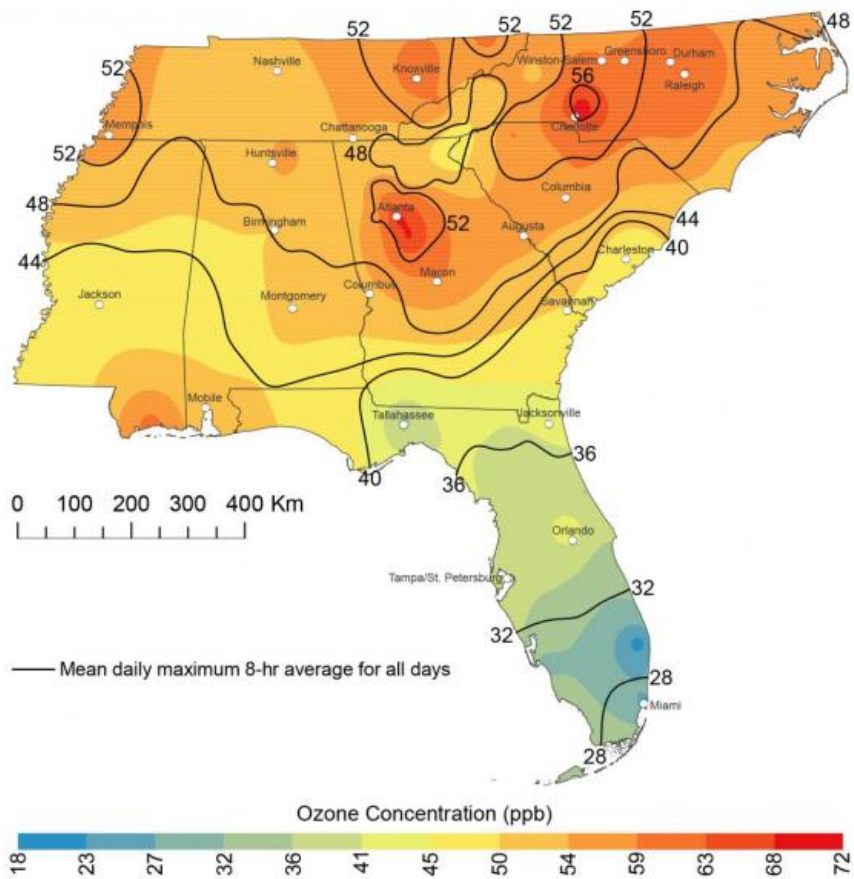 52
52
52
52
48
Nashville
Knoxville
Winston-Salem
Greensboro
Durham
Raleigh
56
Memphis
Chattanooga
Charlotte
52
Huntsville
48
48
Atlanta
52
Columbia
Birmingham
Augusta
44
40
44
Charleston
Macon
Jackson
Montgomery
Columbus
Savannah
Mobile
Tallahassee
Jacksonville
40
36
36
0 100 200 300 400 Km
Orlando
Tampa/St. Petersburg
32
32
Mean daily maximum 8-hr average for all days
28
Miami
28
Ozone Concentration (ppb)
18 23 27 32 36 41 45 50 54 59 63 68 72